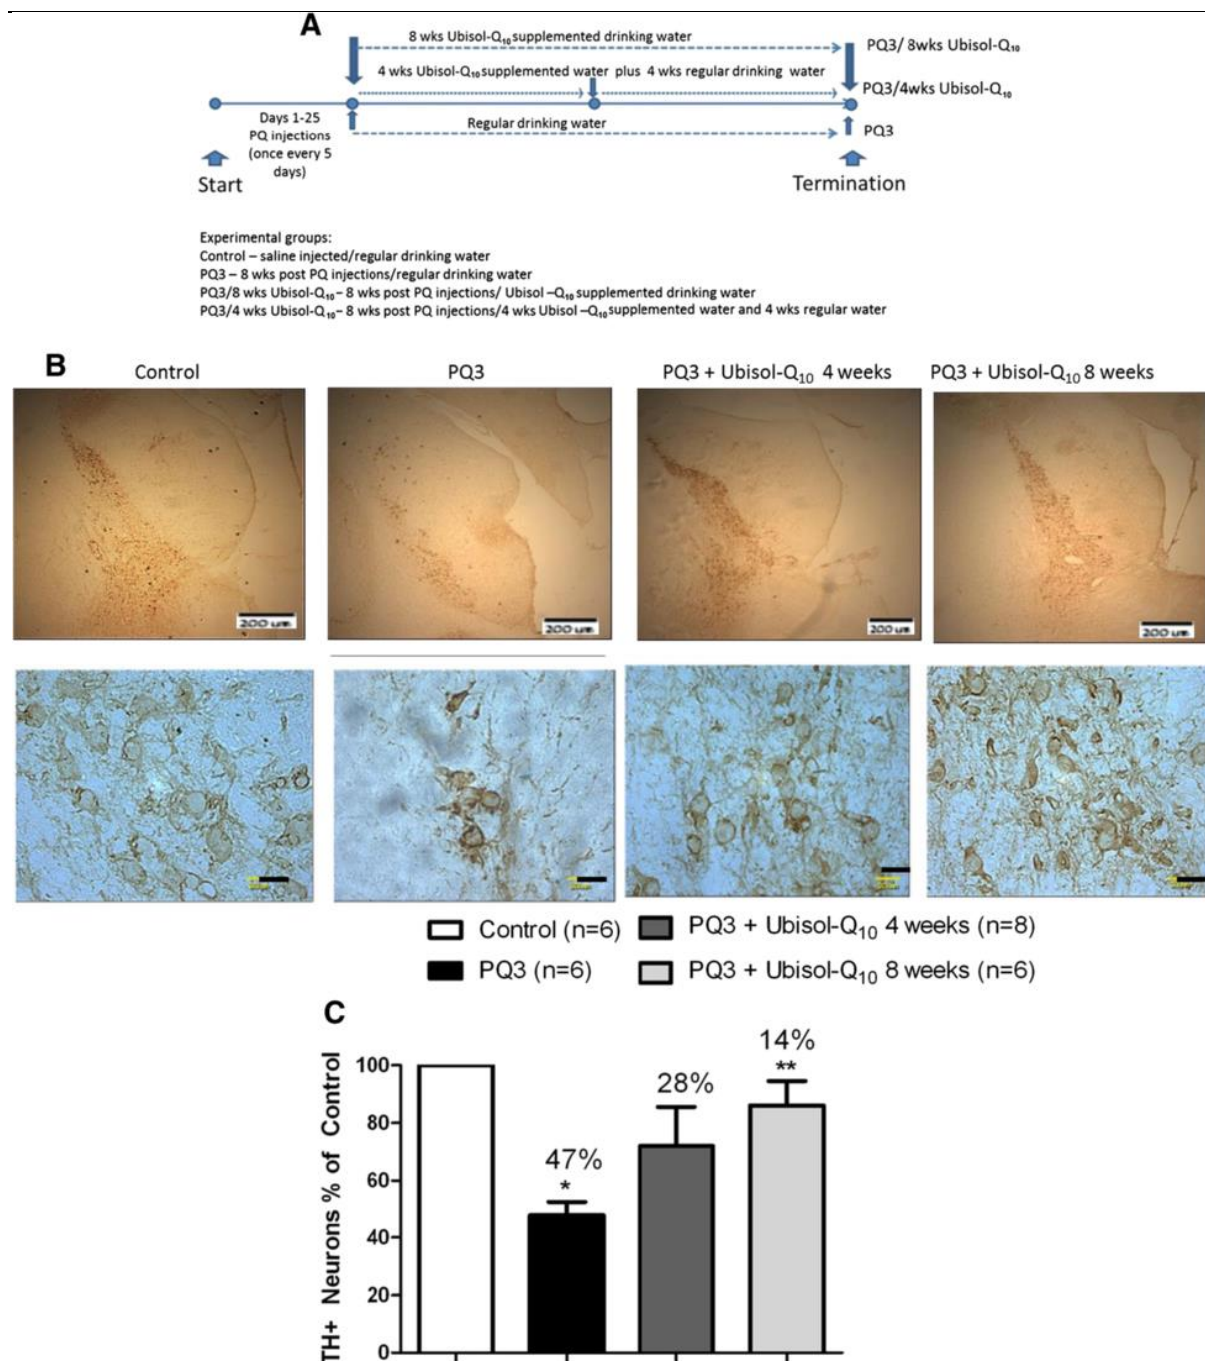 A
8 wks Ubisol-Q₁₀ supplemented drinking water
PQ3/ 8wks Ubisol-Q₁₀
4 wks Ubisol-Q₁₀ supplemented water plus 4 wks regular drinking water
PQ3/4wks Ubisol-Q₁₀
Days 1-25
PQ injections
(once every 5
days)
Regular drinking water
PQ3
Start
Termination
Experimental groups:
Control – saline injected/regular drinking water
PQ3 – 8 wks post PQ injections/regular drinking water
PQ3/8 wks Ubisol-Q₁₀ – 8 wks post PQ injections/ Ubisol –Q₁₀ supplemented drinking water
PQ3/4 wks Ubisol-Q₁₀ – 8 wks post PQ injections/4 wks Ubisol –Q₁₀ supplemented water and 4 wks regular water
B
Control
PQ3
PQ3 + Ubisol-Q₁₀ 4 weeks
PQ3 + Ubisol-Q₁₀ 8 weeks
200 um
200 um
200 um
200 um
Control (n=6)
PQ3 + Ubisol-Q₁₀ 4 weeks (n=8)
PQ3 (n=6)
PQ3 + Ubisol-Q₁₀ 8 weeks (n=6)
C
TH+ Neurons % of Control
100
80
60
40
20
0
47%
*
28%
14%
**